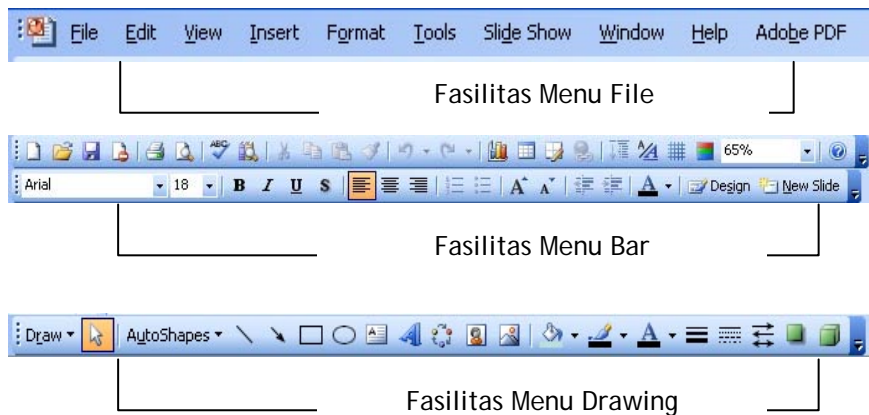 File Edit View Insert Format Tools Slide Show Window Help Adobe PDF
Fasilitas Menu File
ABC A 65%
Arial 18 B I U S A A A Design New Slide
Fasilitas Menu Bar
Draw AutoShapes A A A
Fasilitas Menu Drawing